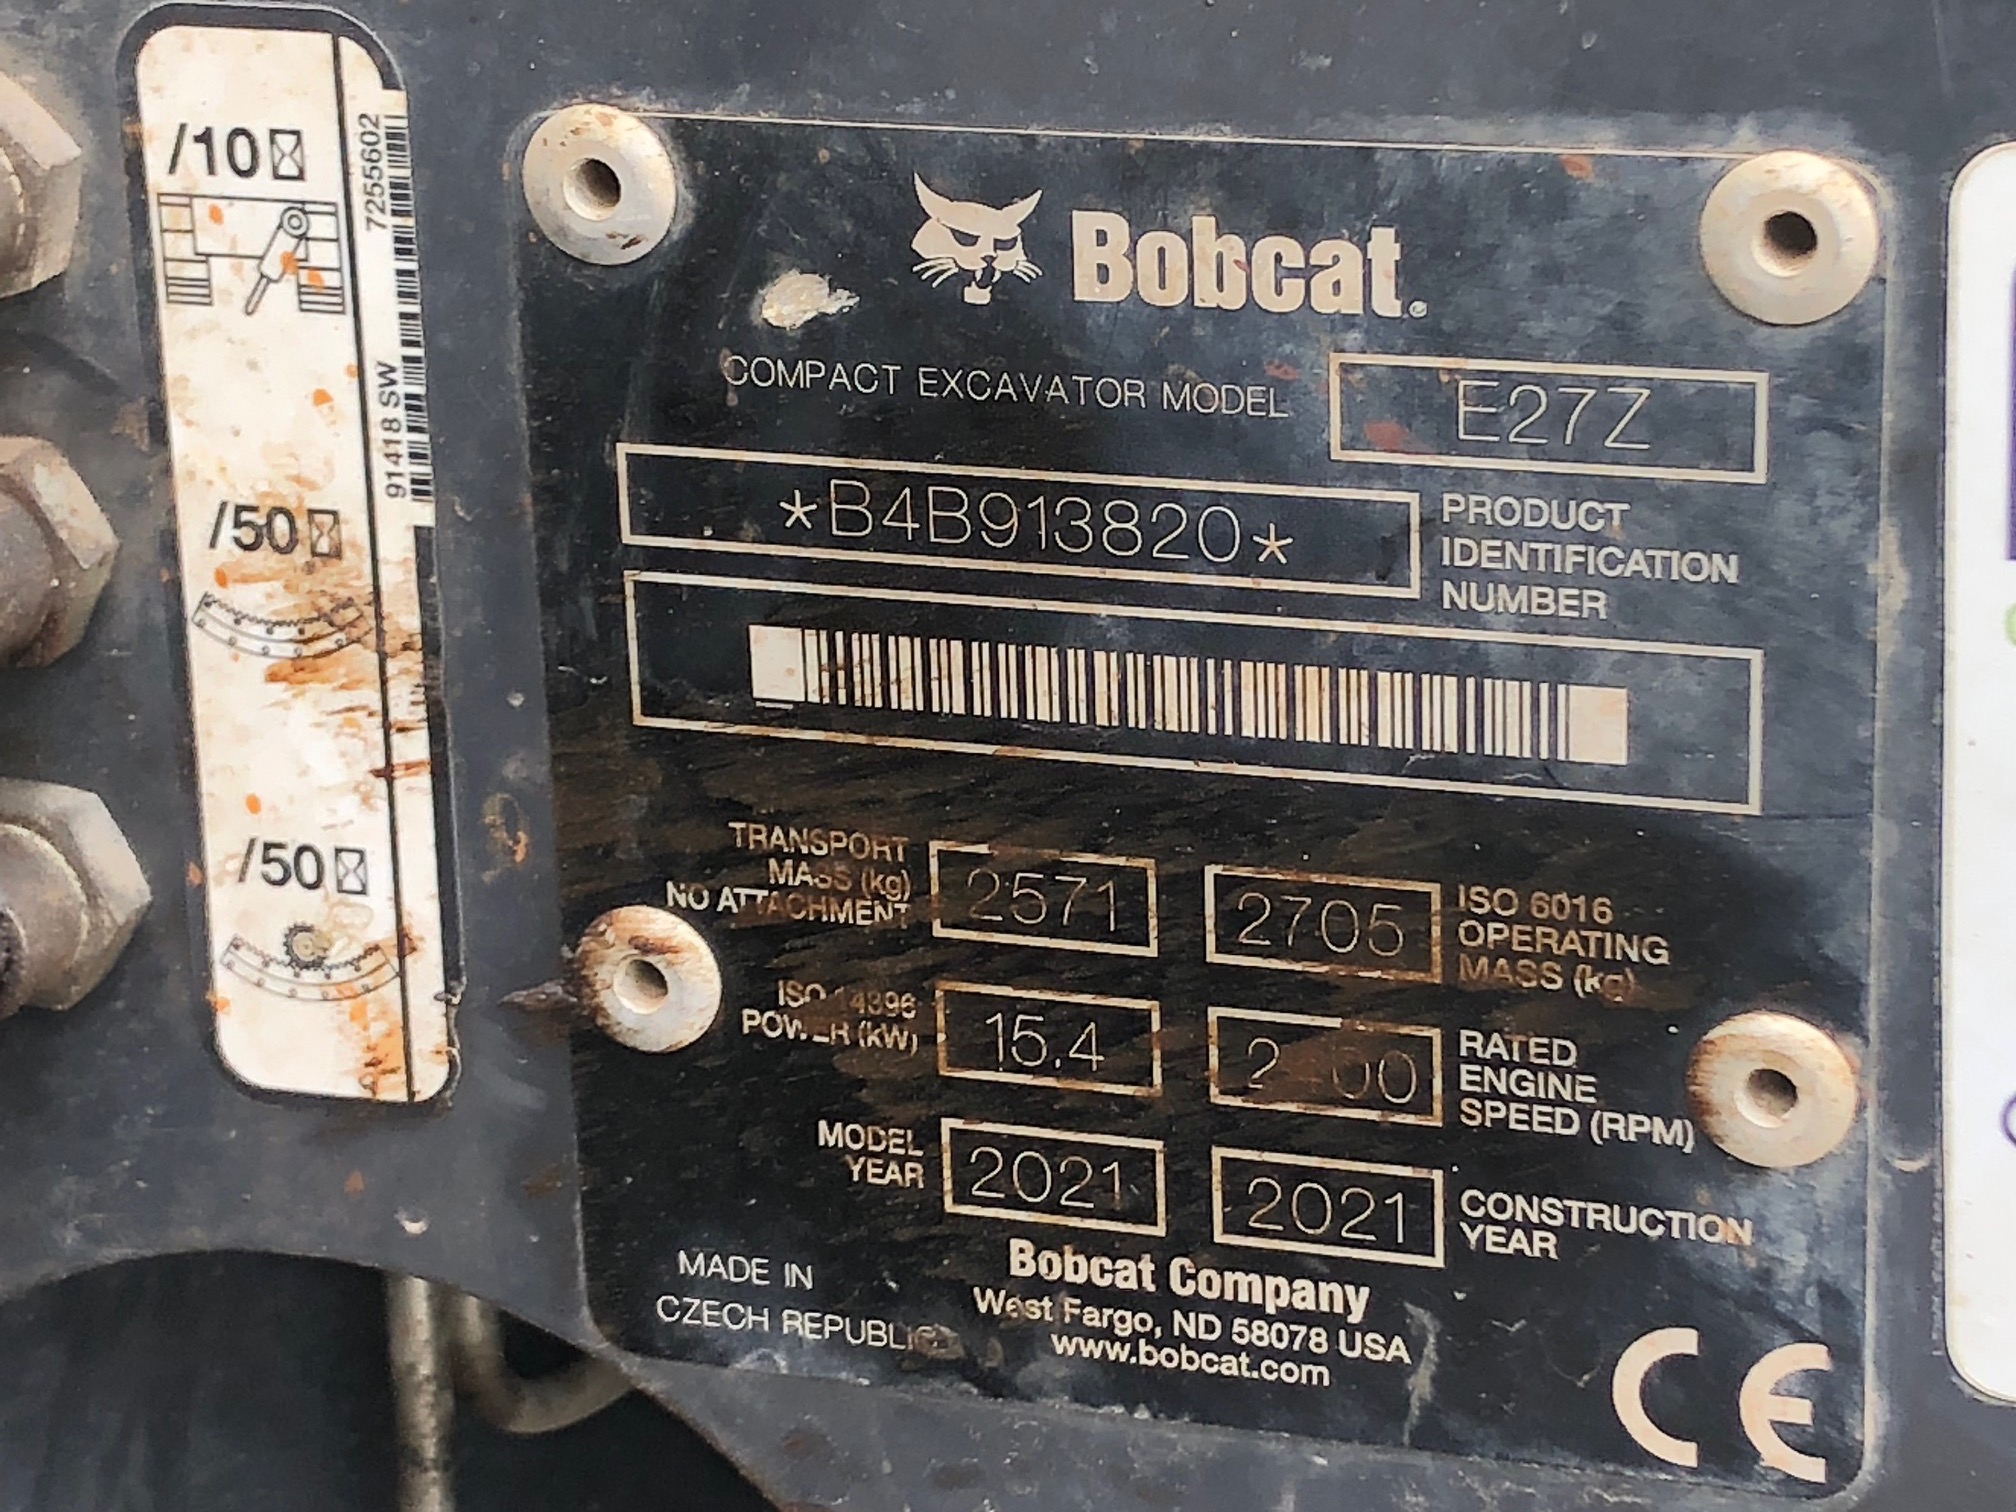 /10
7255602
91418 SW
/50
/50
Bobcat.
COMPACT EXCAVATOR MODEL E27Z
*B4B913820*
PRODUCT
IDENTIFICATION
NUMBER
TRANSPORT
MASS (kg)
NO ATTACHMENT
2571
2705
ISO 6016
OPERATING
MASS (kg)
ISO 14396
POWER (kW)
15.4
RATED
ENGINE
SPEED (RPM)
MODEL
YEAR
2021
2021
CONSTRUCTION
YEAR
MADE IN
CZECH REPUBLIC
Bobcat Company
West Fargo, ND 58078 USA
www.bobcat.com
CE